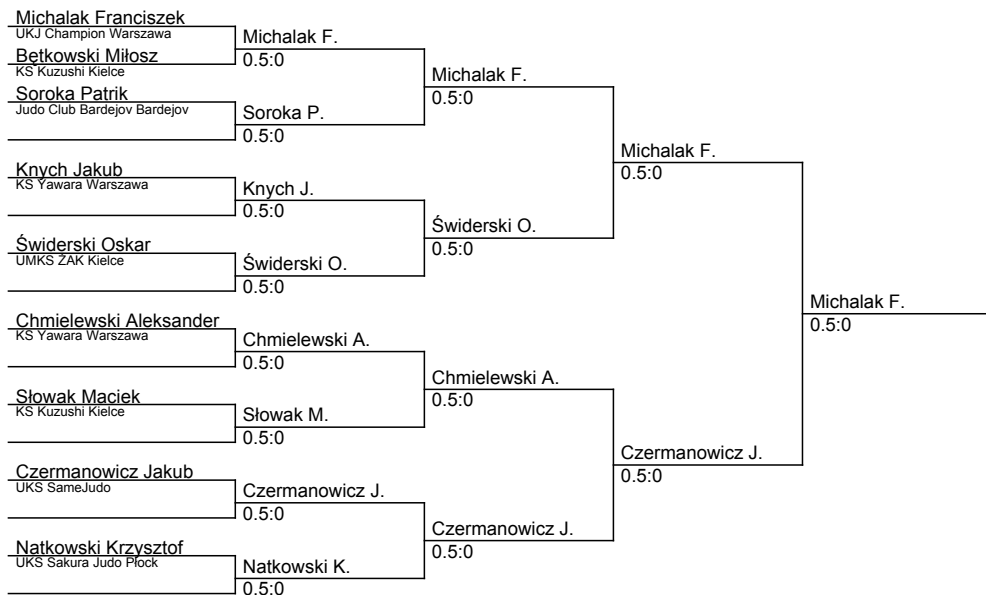 Michalak Franciszek
UKJ Champion Warszawa
Bętkowski Miłosz
KS Kuzushi Kielce
Soroka Patrik
Judo Club Bardejov Bardejov
Knych Jakub
KS Yawara Warszawa
Świderski Oskar
UMKS ŻAK Kielce
Chmielewski Aleksander
KS Yawara Warszawa
Słowak Maciek
KS Kuzushi Kielce
Czermanowicz Jakub
UKS SameJudo
Natkowski Krzysztof
UKS Sakura Judo Płock
Michalak F.
0.5:0
Soroka P.
0.5:0
Knych J.
0.5:0
Świderski O.
0.5:0
Chmielewski A.
0.5:0
Słowak M.
0.5:0
Czermanowicz J.
0.5:0
Natkowski K.
0.5:0
Michalak F.
0.5:0
Świderski O.
0.5:0
Chmielewski A.
0.5:0
Czermanowicz J.
0.5:0
Michalak F.
0.5:0
Czermanowicz J.
0.5:0
Michalak F.
0.5:0